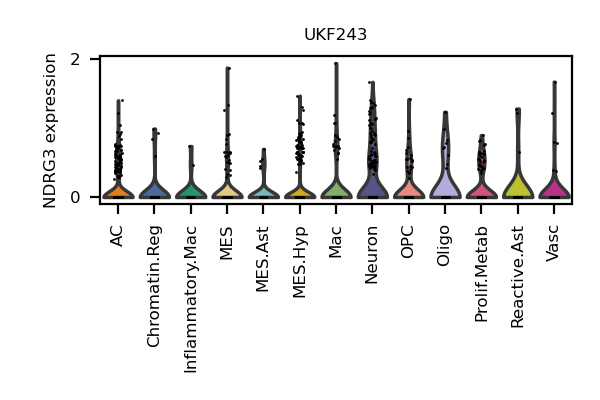 UKF243
NDRG3 expression
2
0
AC
Chromatin.Reg
Inflammatory.Mac
MES
MES.Ast
MES.Hyp
Mac
Neuron
OPC
Oligo
Prolif.Metab
Reactive.Ast
Vasc